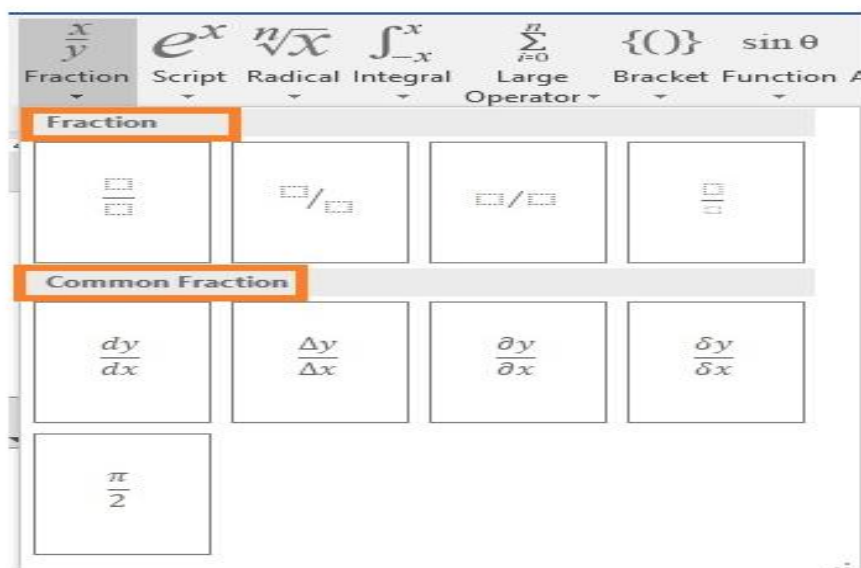 x/y e^x ⁿ√x ∫₋ₓˣ Σ n i=0 {()} sin θ
Fraction Script Radical Integral Large Operator Bracket Function A
Fraction
Common Fraction
dy/dx Δy/Δx ∂y/∂x δy/δx
π/2